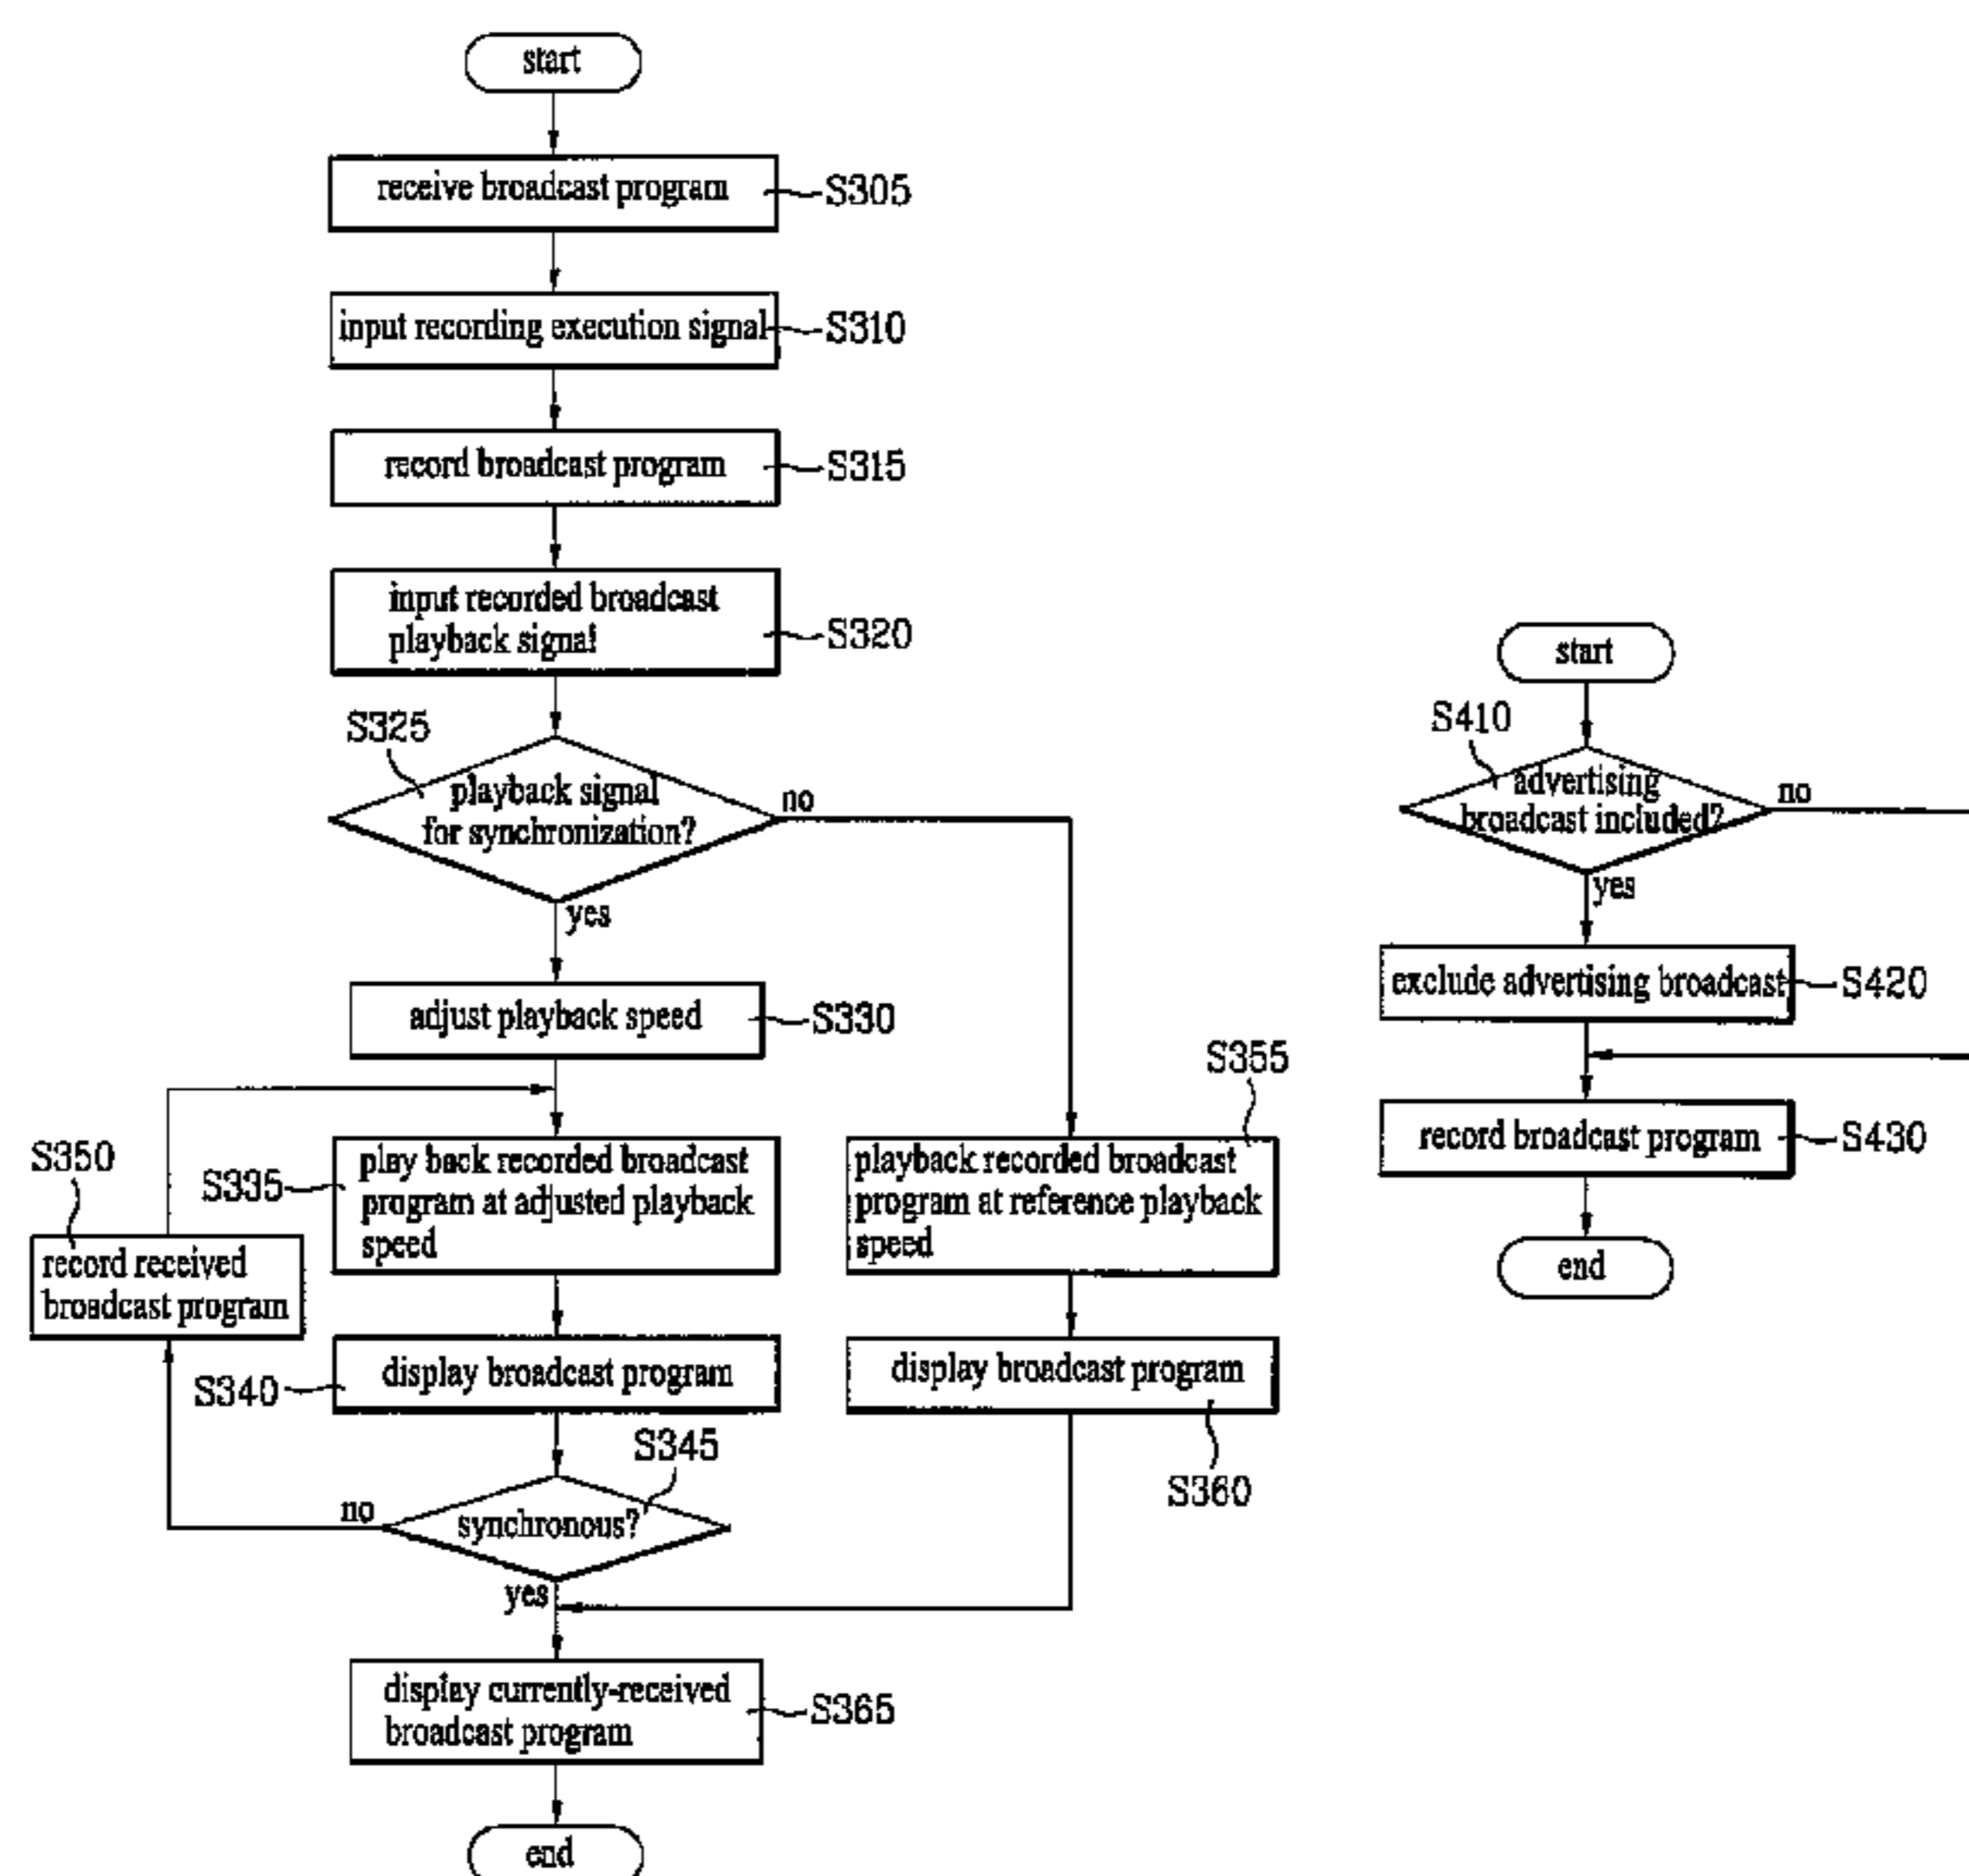 start
receive broadcast program
S305
input recording execution signal
S310
record broadcast program
S315
input recorded broadcast
playback signal
S320
S325
playback signal
for synchronization?
no
yes
adjust playback speed
S330
S350
record received
broadcast program
S335
play back recorded broadcast
program at adjusted playback
speed
S355
playback recorded broadcast
program at reference playback
speed
S340
display broadcast program
display broadcast program
S360
S345
synchronous?
no
yes
display currently-received
broadcast program
S365
end
start
S410
advertising
broadcast included?
no
yes
exclude advertising broadcast
S420
record broadcast program
S430
end